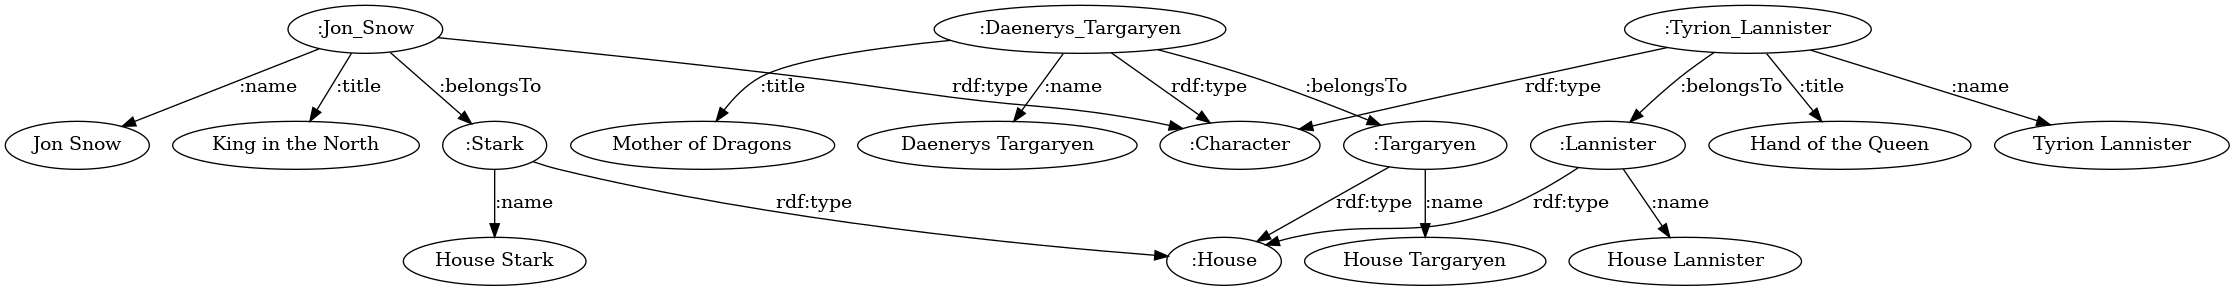 :Jon_Snow
:Daenerys_Targaryen
:Tyrion_Lannister
:name
:title
:belongsTo
rdf:type
:title
:name
rdf:type
:belongsTo
rdf:type
:belongsTo
:title
:name
Jon Snow
King in the North
:Stark
Mother of Dragons
Daenerys Targaryen
:Character
:Targaryen
:Lannister
Hand of the Queen
Tyrion Lannister
:name
rdf:type
rdf:type
:name
rdf:type
:name
House Stark
:House
House Targaryen
House Lannister